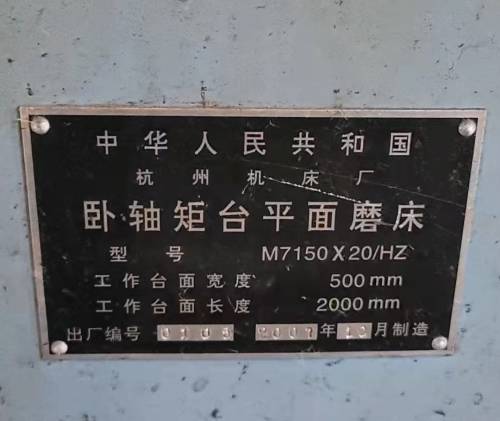 中华人民共和国
杭州机床厂
卧轴矩台平面磨床
型号 M7150X20/HZ
工作台面宽度 500mm
工作台面长度 2000mm
出厂编号 年 月制造